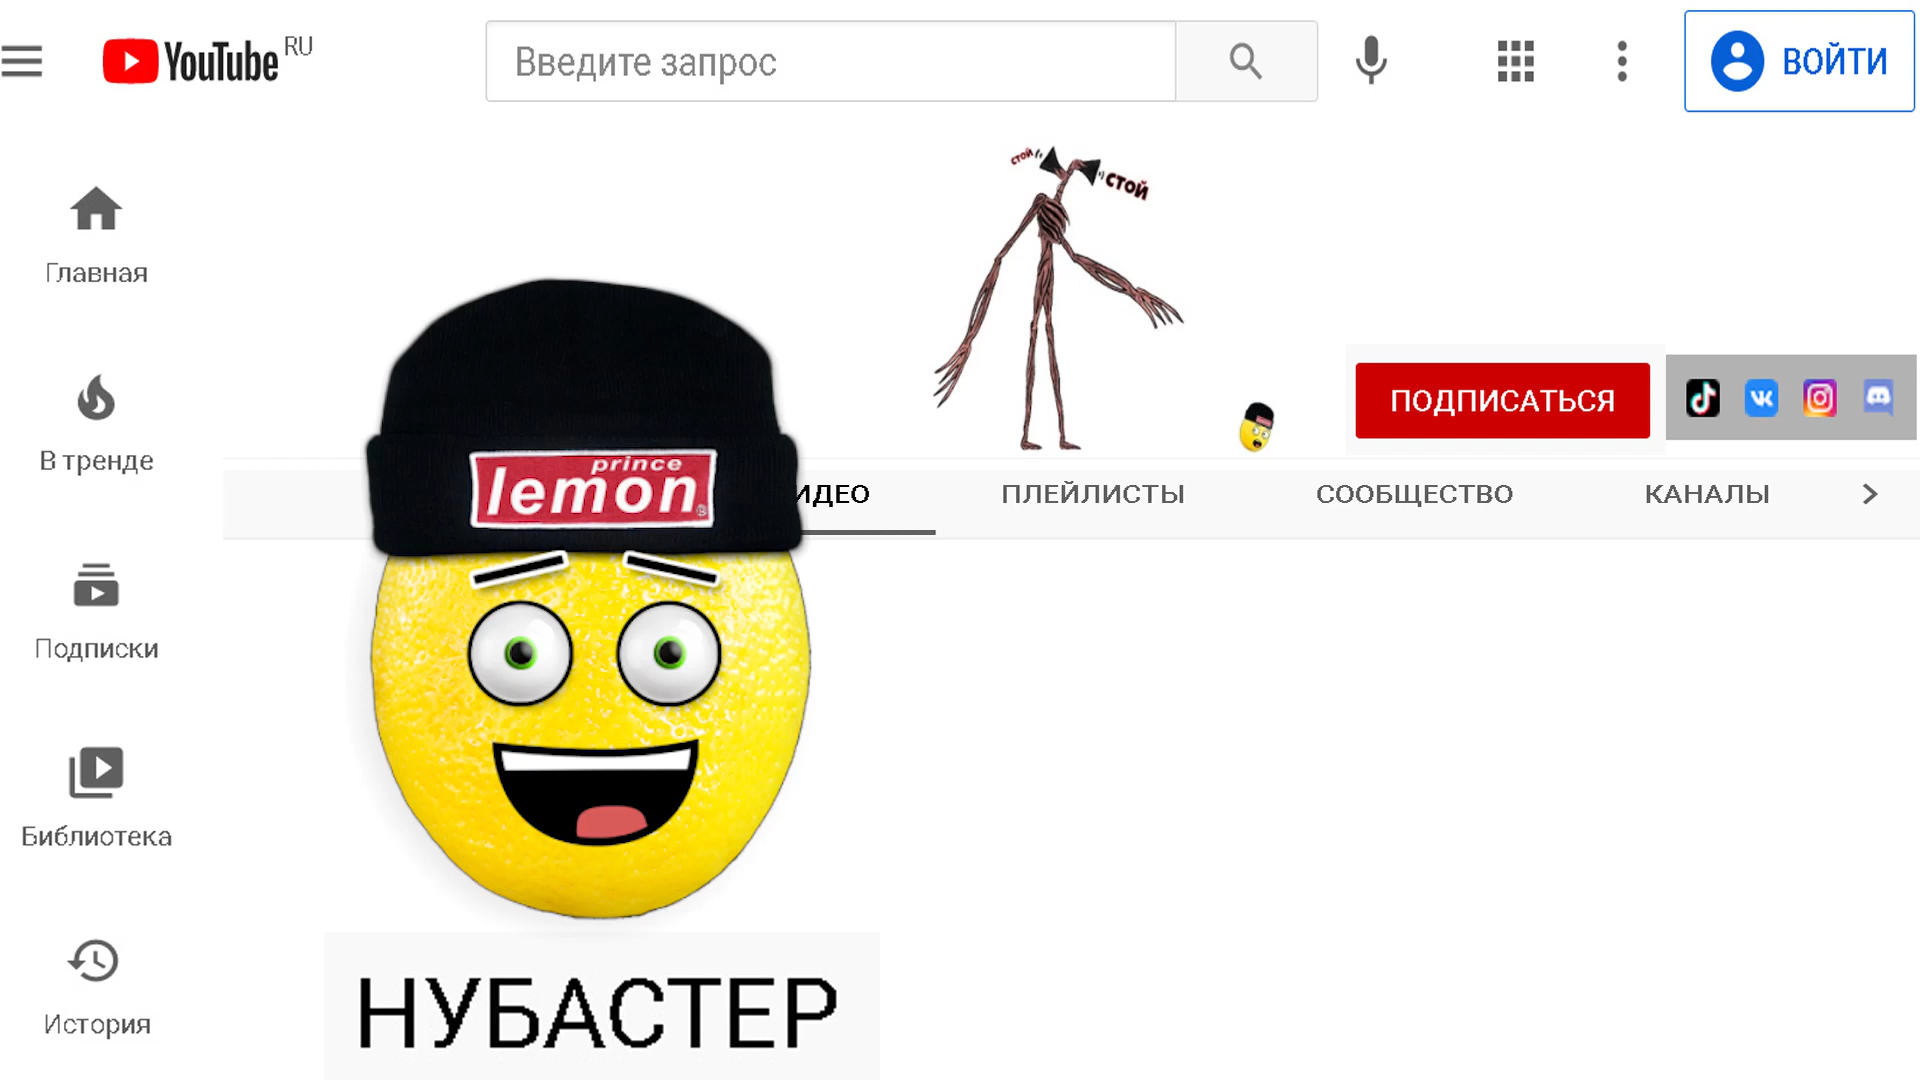 YouTube RU
Введите запрос
ВОЙТИ
стой
стой
Главная
В тренде
ПОДПИСАТЬСЯ
prince
lemon®
ИДЕО
ПЛЕЙЛИСТЫ
СООБЩЕСТВО
КАНАЛЫ
Подписки
Библиотека
История
НУБАСТЕР